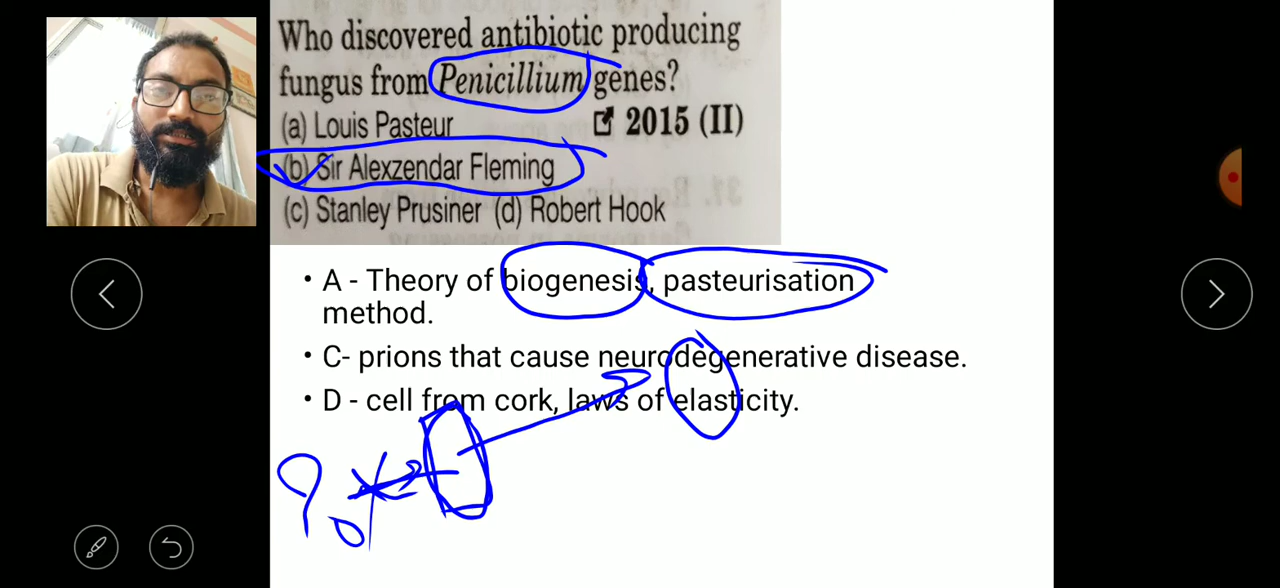 Who discovered antibiotic producing
fungus from Penicillium genes?
(a) Louis Pasteur 2015 (II)
(b) Sir Alexzendar Fleming
(c) Stanley Prusiner (d) Robert Hook
• A - Theory of biogenesis, pasteurisation
method.
• C- prions that cause neurodegenerative disease.
• D - cell from cork, laws of elasticity.